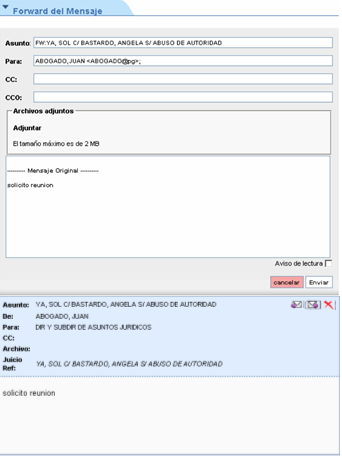 Forward del Mensaje
Asunto: FW:YA, SOL C/ BASTARDO, ANGELA S/ ABUSO DE AUTORIDAD
Para: ABOGADO,JUAN <ABOGADO@pg>;
CC:
CCO:
Archivos adjuntos
Adjuntar
El tamaño máximo es de 2 MB
-------- Mensaje Original --------
solicito reunion
Aviso de lectura
cancelar Enviar
Asunto: YA, SOL C/ BASTARDO, ANGELA S/ ABUSO DE AUTORIDAD
De: ABOGADO, JUAN
Para: DIR Y SUBDIR DE ASUNTOS JURIDICOS
CC:
Archivo:
Juicio Ref: YA, SOL C/ BASTARDO, ANGELA S/ ABUSO DE AUTORIDAD
solicito reunion